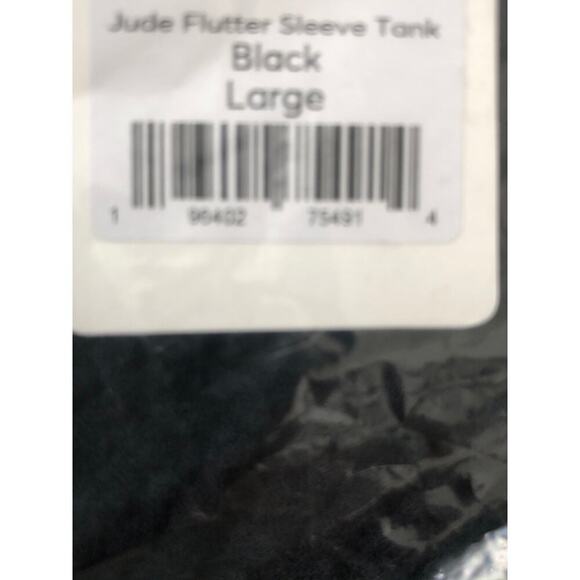 Jude Flutter Sleeve Tank
Black
Large
1 96402 75491 4